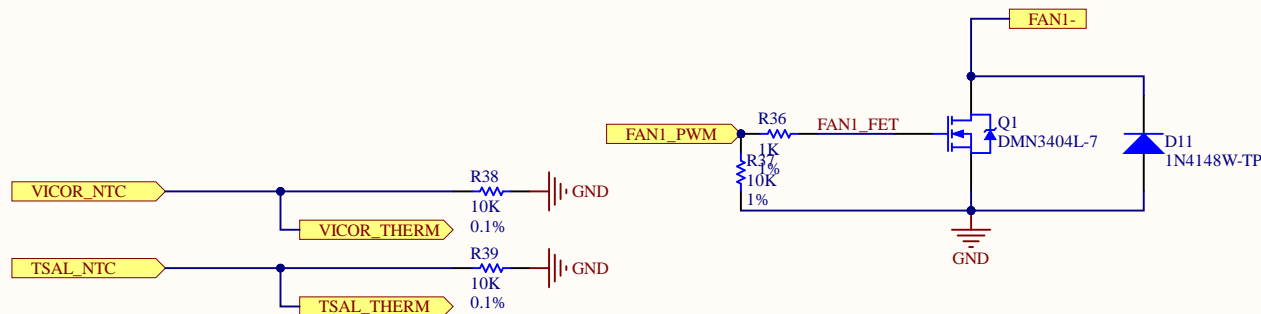 FAN1-
R36
FAN1_PWM
FAN1_FET
Q1
DMN3404L-7
1K
1%
R37
10K
1%
D11
1N4148W-TP
GND
VICOR_NTC
R38
10K
0.1%
GND
VICOR_THERM
TSAL_NTC
R39
10K
0.1%
GND
TSAL_THERM